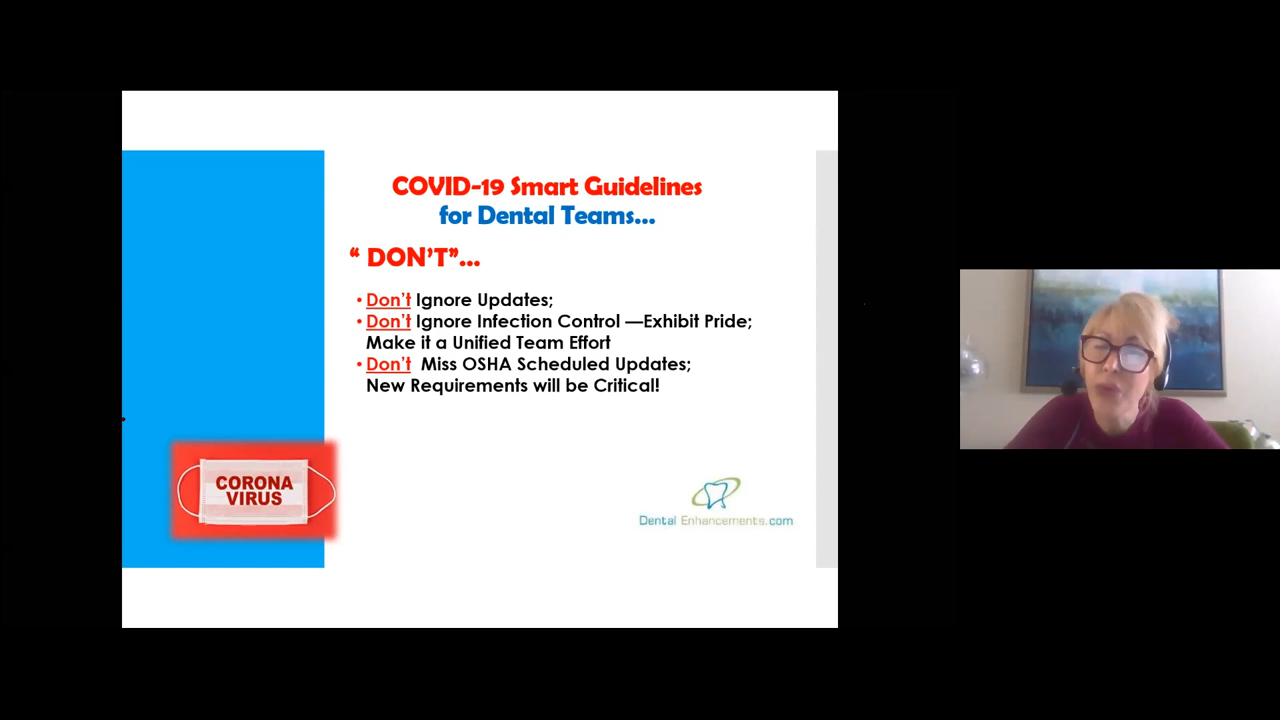 COVID-19 Smart Guidelines
for Dental Teams...
“ DON’T”...
• Don’t Ignore Updates;
• Don’t Ignore Infection Control —Exhibit Pride;
Make it a Unified Team Effort
• Don’t Miss OSHA Scheduled Updates;
New Requirements will be Critical!
CORONA
VIRUS
Dental Enhancements.com